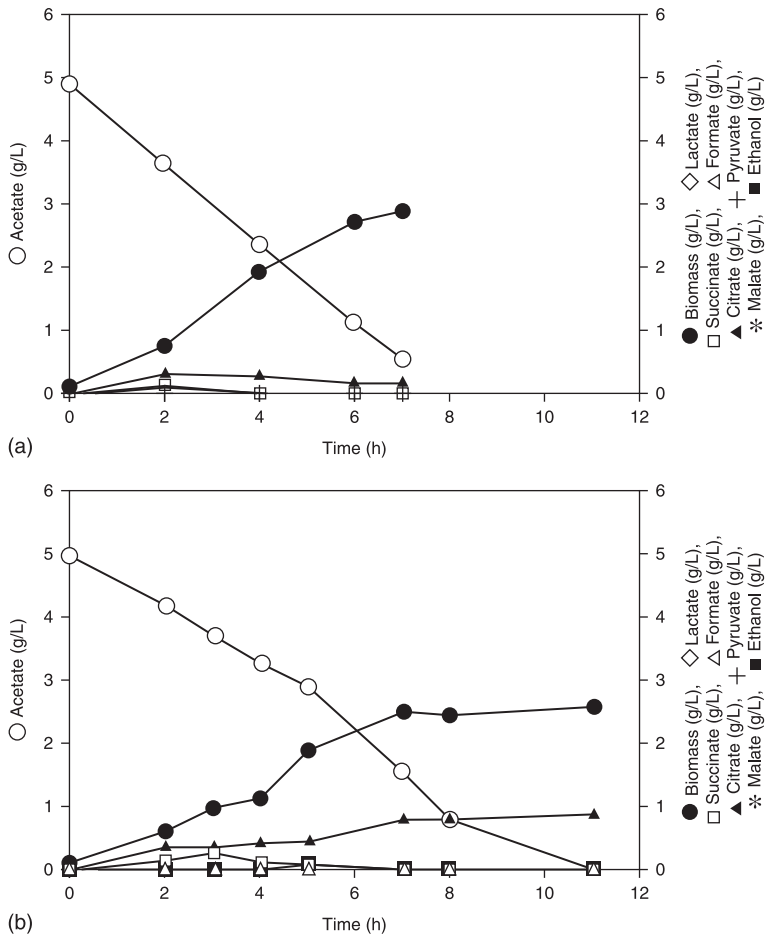 6
5
4
3
2
1
0
Acetate (g/L)
0 2 4 6 8 10 12
Time (h)
(a)
6
5
4
3
2
1
0
Biomass (g/L), Lactate (g/L),
Succinate (g/L), Formate (g/L),
Citrate (g/L), Pyruvate (g/L),
Malate (g/L), Ethanol (g/L)
6
5
4
3
2
1
0
Acetate (g/L)
0 2 4 6 8 10 12
Time (h)
(b)
6
5
4
3
2
1
0
Biomass (g/L), Lactate (g/L),
Succinate (g/L), Formate (g/L),
Citrate (g/L), Pyruvate (g/L),
Malate (g/L), Ethanol (g/L)